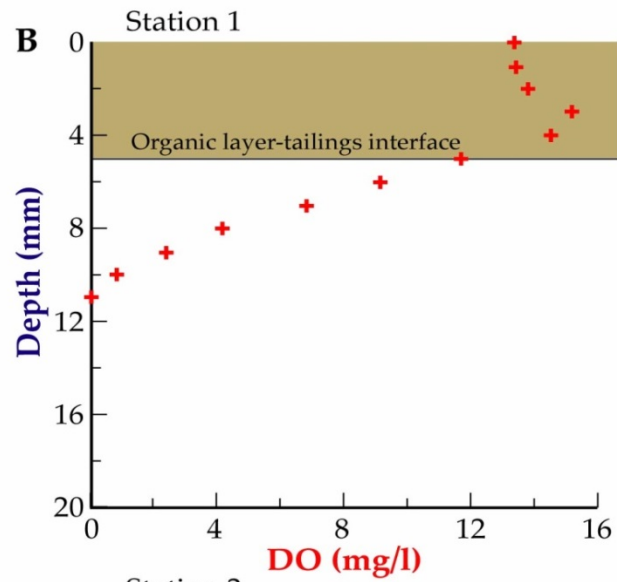 B
Station 1
0
4
8
12
16
20
Depth (mm)
Organic layer-tailings interface
0 4 8 12 16
DO (mg/l)